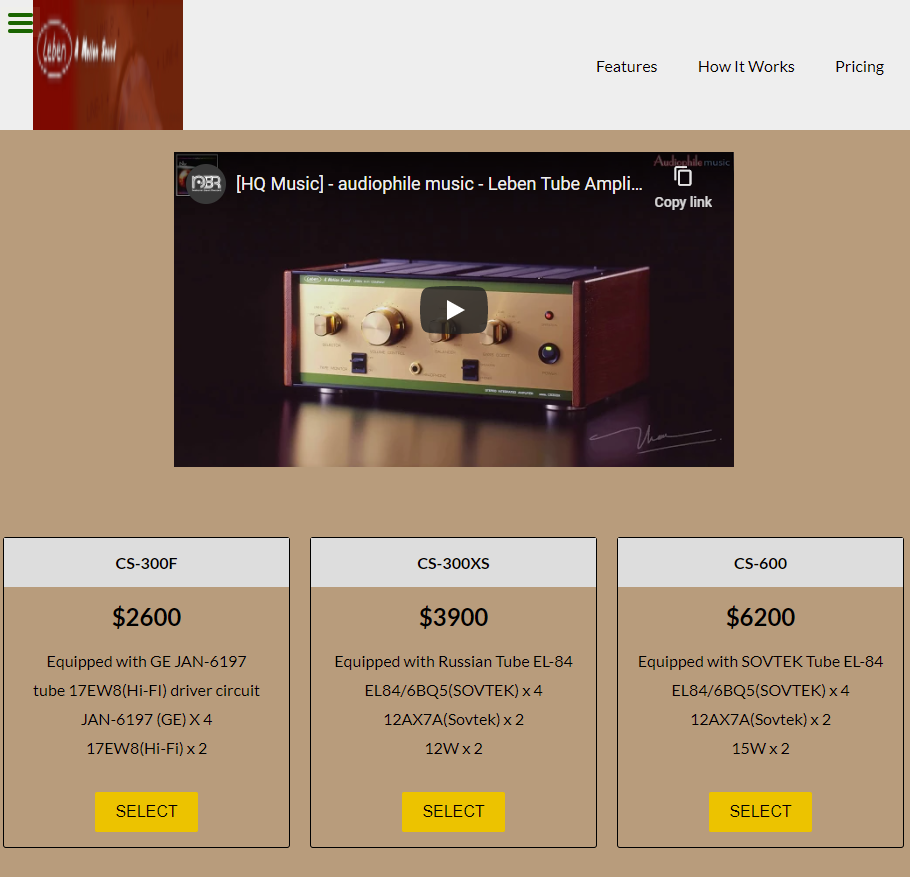 Leben A Motion Sound
Features
How It Works
Pricing
[HQ Music] - audiophile music - Leben Tube Ampli...
Audiophile music
Copy link
CS-300F
$2600
Equipped with GE JAN-6197
tube 17EW8(Hi-FI) driver circuit
JAN-6197 (GE) X 4
17EW8(Hi-Fi) x 2
SELECT
CS-300XS
$3900
Equipped with Russian Tube EL-84
EL84/6BQ5(SOVTEK) x 4
12AX7A(Sovtek) x 2
12W x 2
SELECT
CS-600
$6200
Equipped with SOVTEK Tube EL-84
EL84/6BQ5(SOVTEK) x 4
12AX7A(Sovtek) x 2
15W x 2
SELECT